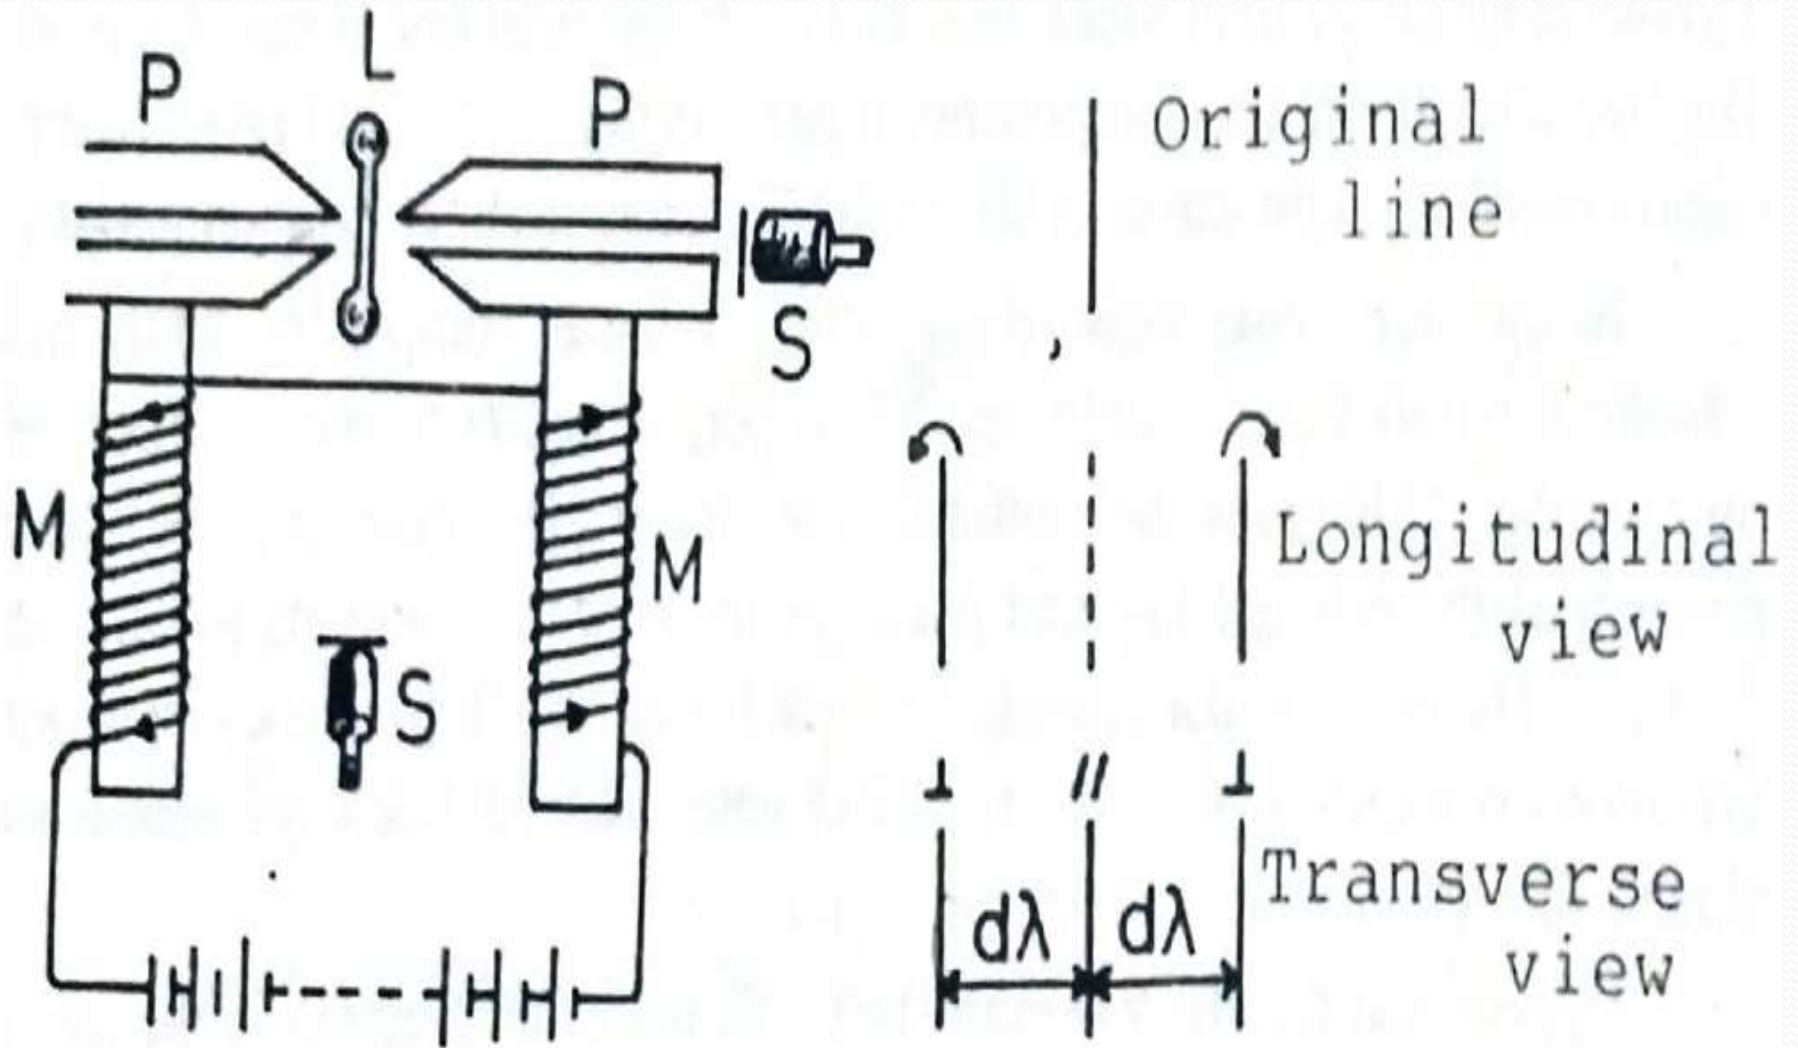 P
L
P
S
M
M
S
Original
line
,
Longitudinal
view
⊥ // ⊥
Transverse
view
dλ dλ